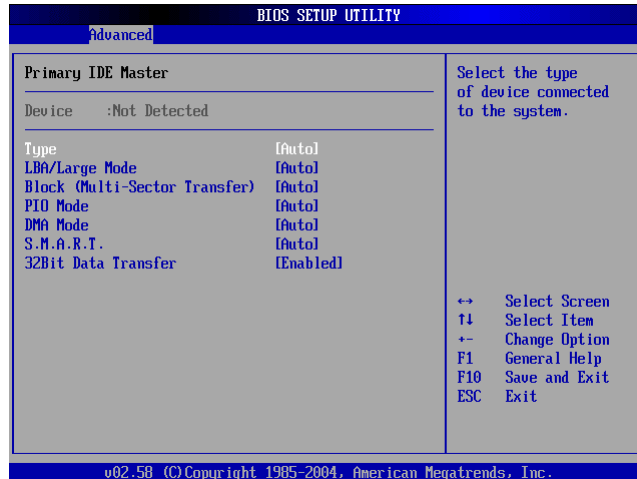 BIOS SETUP UTILITY
Advanced
Primary IDE Master
Device :Not Detected
Type [Auto]
LBA/Large Mode [Auto]
Block (Multi-Sector Transfer) [Auto]
PIO Mode [Auto]
DMA Mode [Auto]
S.M.A.R.T. [Auto]
32Bit Data Transfer [Enabled]
Select the type
of device connected
to the system.
↔ Select Screen
↑↓ Select Item
+- Change Option
F1 General Help
F10 Save and Exit
ESC Exit
v02.58 (C)Copyright 1985-2004, American Megatrends, Inc.